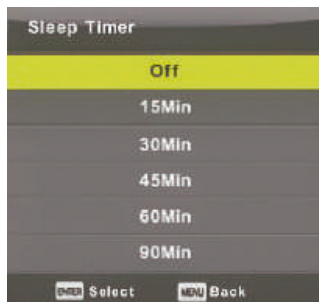 Sleep Timer
Off
15Min
30Min
45Min
60Min
90Min
ENTER Select MENU Back